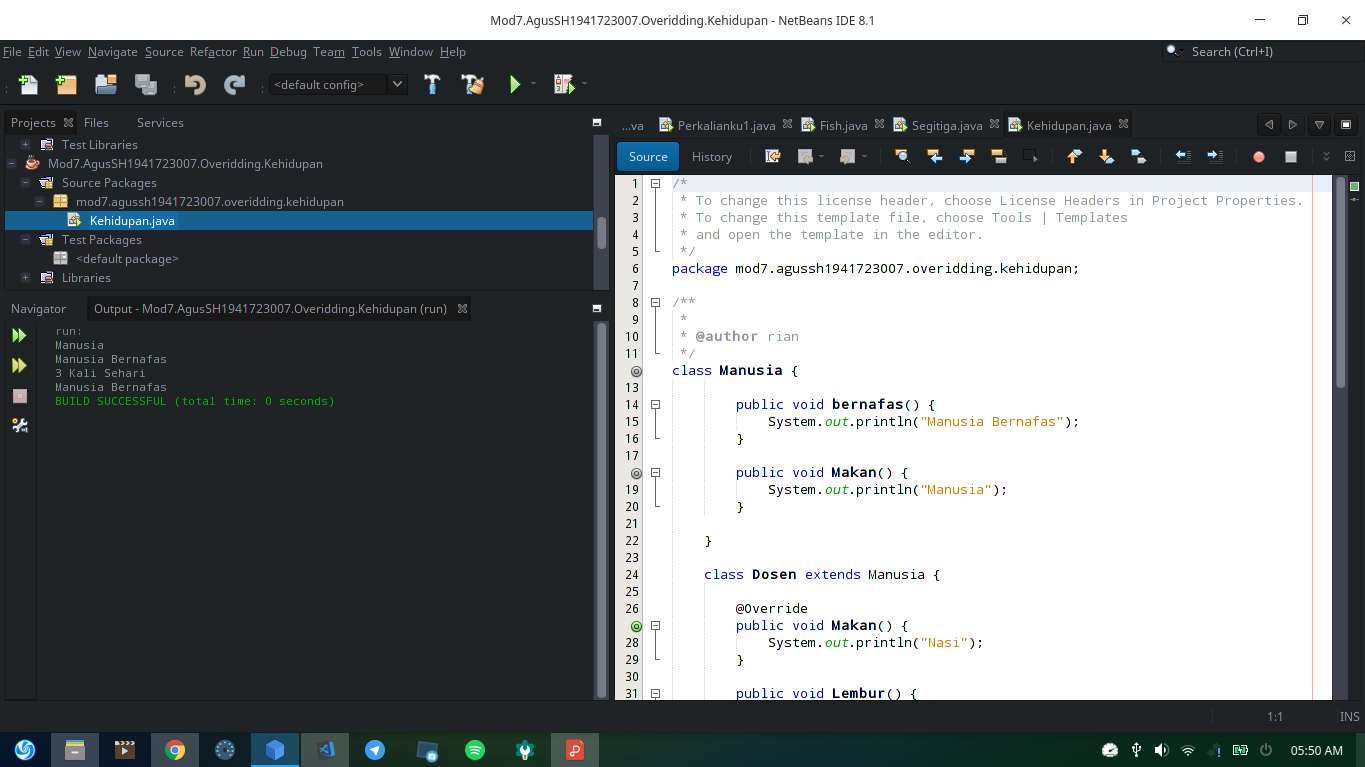 Mod7.AgusSH1941723007.Overidding.Kehidupan - NetBeans IDE 8.1
File Edit View Navigate Source Refactor Run Debug Team Tools Window Help
Search (Ctrl+I)
<default config>
Projects Files Services
Test Libraries
Mod7.AgusSH1941723007.Overidding.Kehidupan
Source Packages
mod7.agussh1941723007.overidding.kehidupan
Kehidupan.java
Test Packages
<default package>
Libraries
Navigator Output - Mod7.AgusSH1941723007.Overidding.Kehidupan (run)
run:
Manusia
Manusia Bernafas
3 Kali Sehari
Manusia Bernafas
BUILD SUCCESSFUL (total time: 0 seconds)
...va Perkalianku1.java Fish.java Segitiga.java Kehidupan.java
Source History
1 /*
2 * To change this license header, choose License Headers in Project Properties.
3 * To change this template file, choose Tools | Templates
4 * and open the template in the editor.
5 */
6 package mod7.agussh1941723007.overidding.kehidupan;
7
8 /**
9 *
10 * @author rian
11 */
class Manusia {
13
14 public void bernafas() {
15 System.out.println("Manusia Bernafas");
16 }
17
public void Makan() {
19 System.out.println("Manusia");
20 }
21
22 }
23
24 class Dosen extends Manusia {
25
26 @Override
public void Makan() {
28 System.out.println("Nasi");
29 }
30
31 public void Lembur() {
1:1 INS
05:50 AM